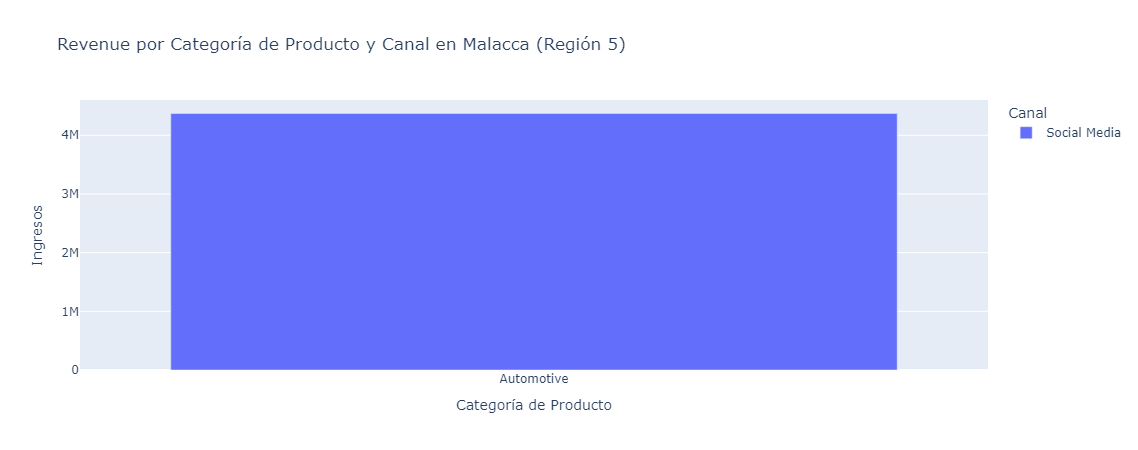 Revenue por Categoría de Producto y Canal en Malacca (Región 5)
Canal
Social Media
4M
3M
2M
1M
0
Ingresos
Automotive
Categoría de Producto